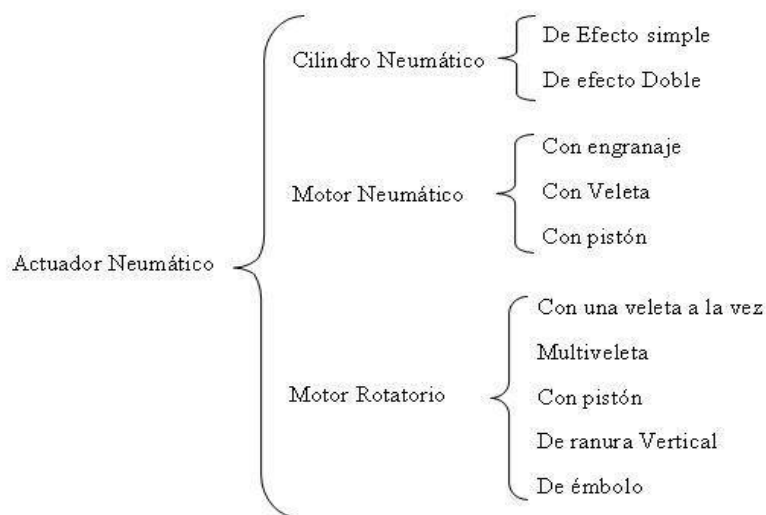 Actuador Neumático
Cilindro Neumático
De Efecto simple
De efecto Doble
Motor Neumático
Con engranaje
Con Veleta
Con pistón
Motor Rotatorio
Con una veleta a la vez
Multiveleta
Con pistón
De ranura Vertical
De émbolo